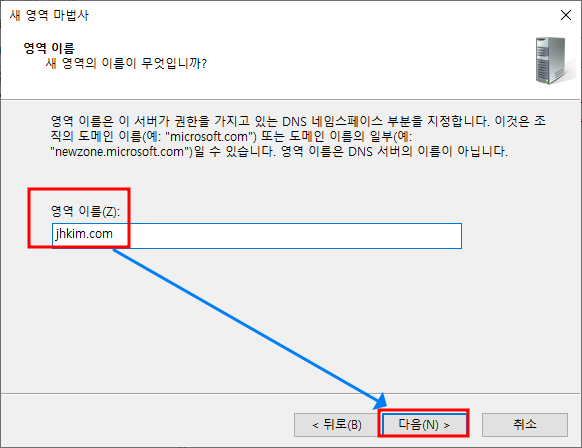 새 영역 마법사
영역 이름
새 영역의 이름이 무엇입니까?
영역 이름은 이 서버가 권한을 가지고 있는 DNS 네임스페이스 부분을 지정합니다. 이것은 조
직의 도메인 이름(예: "microsoft.com") 또는 도메인 이름의 일부(예:
"newzone.microsoft.com")일 수 있습니다. 영역 이름은 DNS 서버의 이름이 아닙니다.
영역 이름(Z):
jhkim.com
< 뒤로(B)
다음(N) >
취소